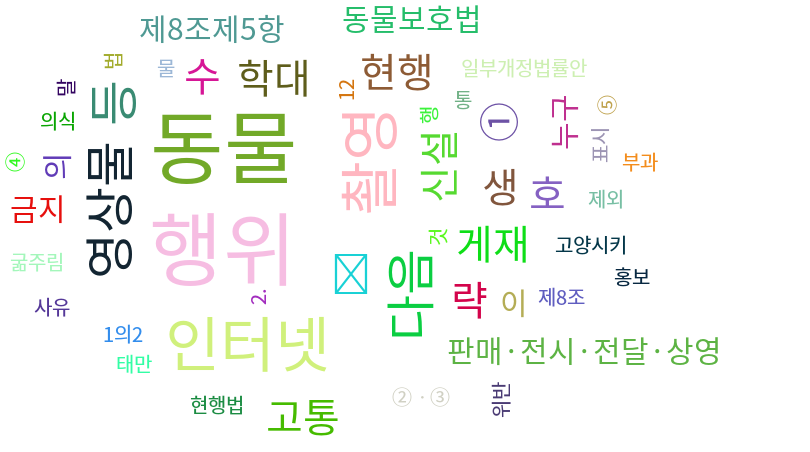 제8조제5항
동물보호법
법
물
수
학대
현행
일부개정법률안
말
등
12
통
①
누구
⑤
의식
동물
촬영
행
신설
표시
④
의
영상물
생
호
부과
금지
제외
행위
것
게재
고양시키
굶주림
다음
홍보
사유
2.
략
이
제8조
1의2
인터넷
판매·전시·전달·상영
태만
현행법
고통
②·③
위반